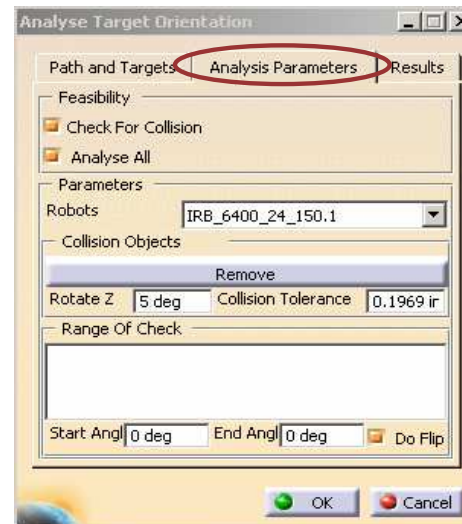 Analyse Target Orientation
Path and Targets Analysis Parameters Results
Feasibility
Check For Collision
Analyse All
Parameters
Robots IRB_6400_24_150.1
Collision Objects
Remove
Rotate Z 5 deg Collision Tolerance 0.1969 in
Range Of Check
Start Angl 0 deg End Angl 0 deg Do Flip
OK Cancel